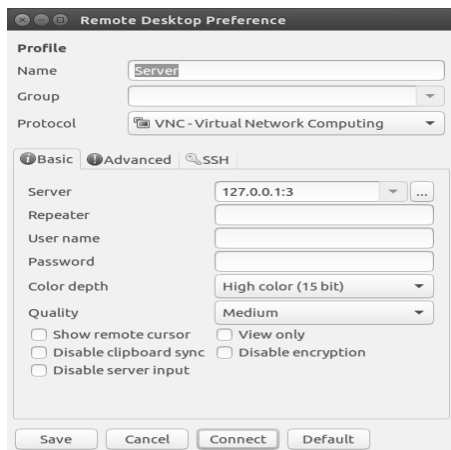 Remote Desktop Preference
Profile
Name Server
Group
Protocol VNC - Virtual Network Computing
Basic Advanced SSH
Server 127.0.0.1:3 ...
Repeater
User name
Password
Color depth High color (15 bit)
Quality Medium
Show remote cursor View only
Disable clipboard sync Disable encryption
Disable server input
Save Cancel Connect Default